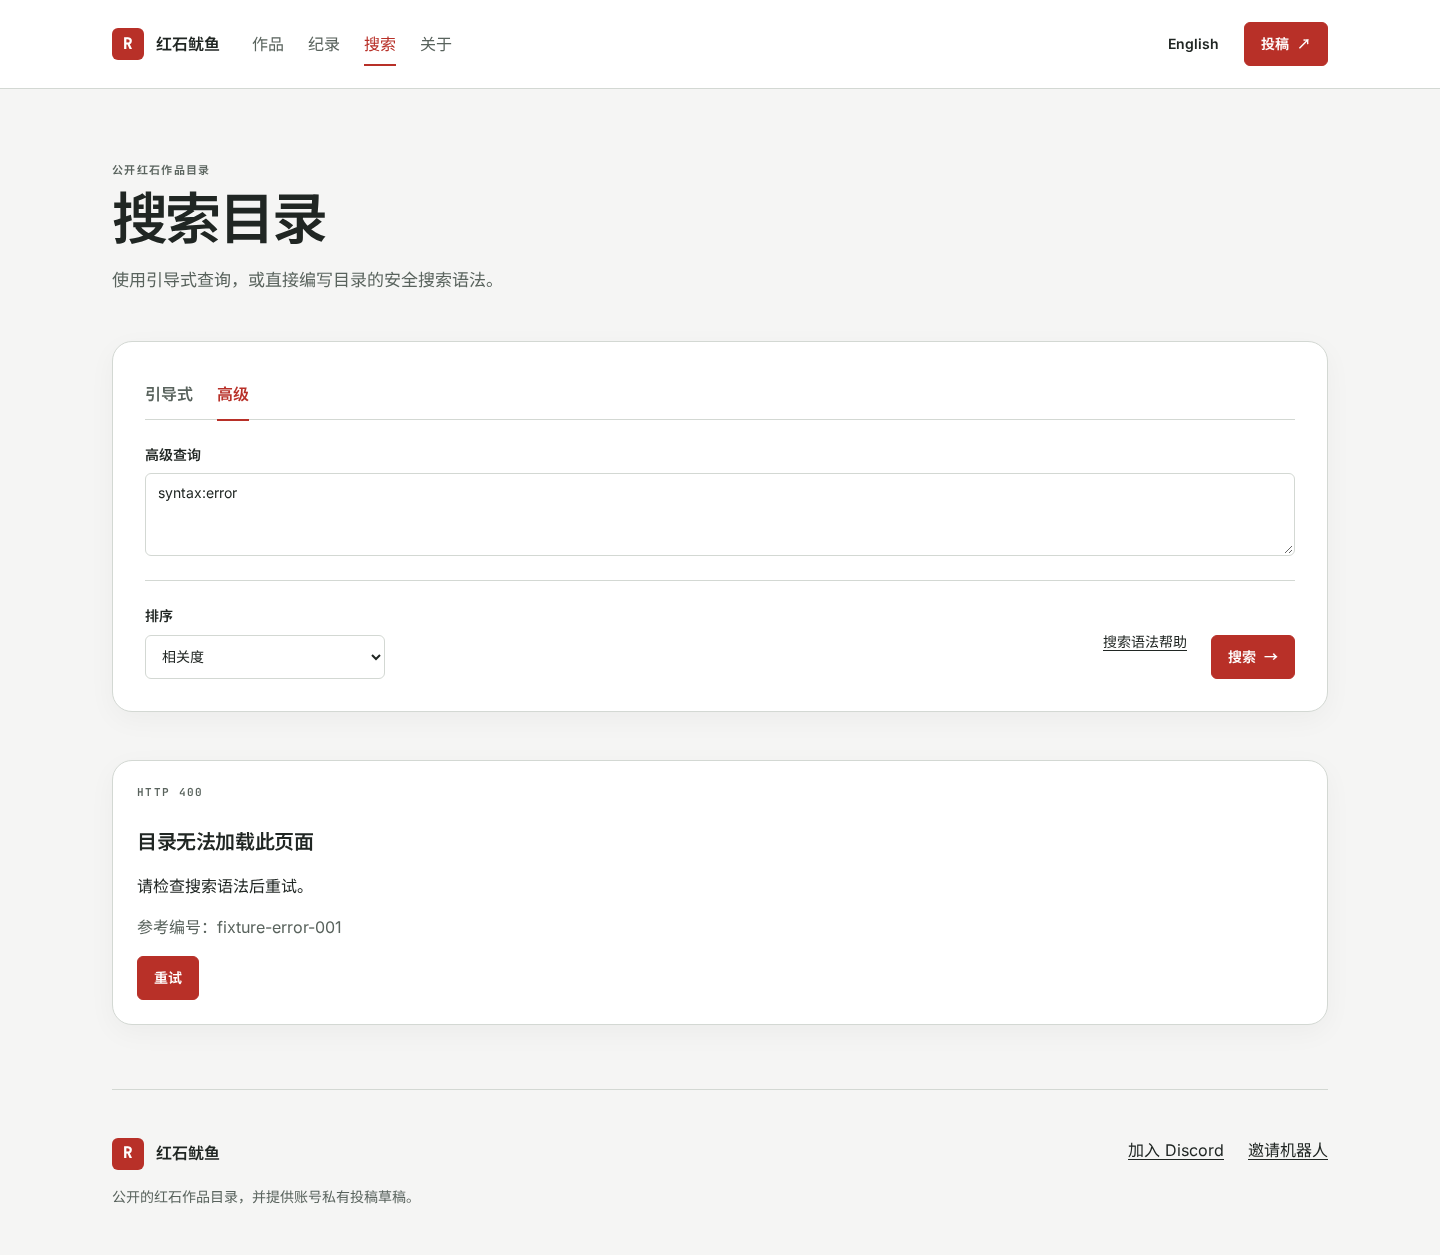 R 红石鱿鱼 作品 纪录 搜索 关于 English 投稿 ↗
公开红石作品目录
搜索目录
使用引导式查询，或直接编写目录的安全搜索语法。
引导式 高级
高级查询
syntax:error
排序
相关度 搜索语法帮助 搜索 →
HTTP 400
目录无法加载此页面
请检查搜索语法后重试。
参考编号：fixture-error-001
重试
R 红石鱿鱼 加入 Discord 邀请机器人
公开的红石作品目录，并提供账号私有投稿草稿。